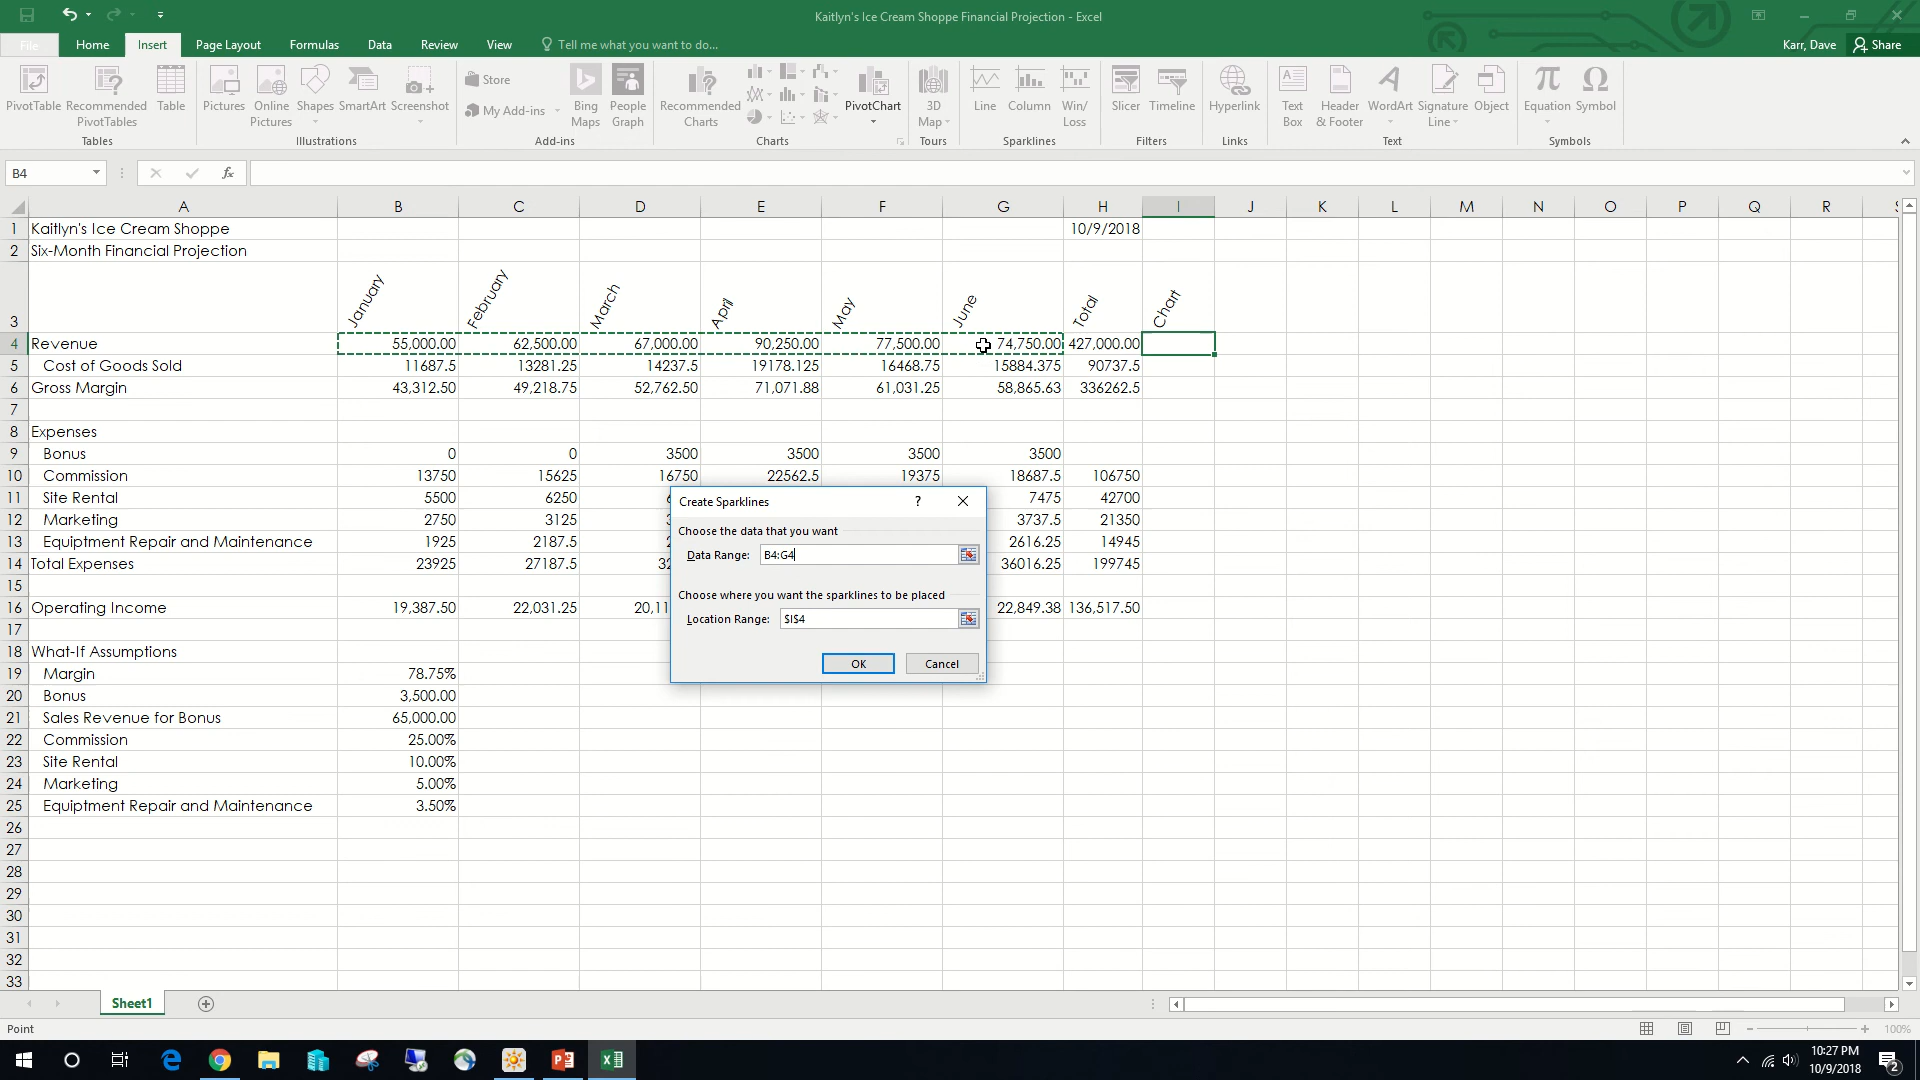 Kaitlyn's Ice Cream Shoppe Financial Projection - Excel
File Home Insert Page Layout Formulas Data Review View Tell me what you want to do... Karr, Dave Share
PivotTable Recommended PivotTables Table Pictures Online Pictures Shapes SmartArt Screenshot Store My Add-ins Bing Maps People Graph Recommended Charts PivotChart 3D Map Line Column Win/ Loss Slicer Timeline Hyperlink Text Box Header & Footer WordArt Signature Line Object Equation Symbol
Tables Illustrations Add-ins Charts Tours Sparklines Filters Links Text Symbols
B4 fx
A B C D E F G H I J K L M N O P Q R S
1 Kaitlyn's Ice Cream Shoppe 10/9/2018
2 Six-Month Financial Projection
3 January February March April May June Total Chart
4 Revenue 55,000.00 62,500.00 67,000.00 90,250.00 77,500.00 74,750.00 427,000.00
5 Cost of Goods Sold 11687.5 13281.25 14237.5 19178.125 16468.75 15884.375 90737.5
6 Gross Margin 43,312.50 49,218.75 52,762.50 71,071.88 61,031.25 58,865.63 336262.5
7
8 Expenses
9 Bonus 0 0 3500 3500 3500 3500
10 Commission 13750 15625 16750 22562.5 19375 18687.5 106750
11 Site Rental 5500 6250 7475 42700
12 Marketing 2750 3125 3737.5 21350
13 Equiptment Repair and Maintenance 1925 2187.5 2616.25 14945
14 Total Expenses 23925 27187.5 32 36016.25 199745
15
16 Operating Income 19,387.50 22,031.25 20,11 22,849.38 136,517.50
17
18 What-If Assumptions
19 Margin 78.75%
20 Bonus 3,500.00
21 Sales Revenue for Bonus 65,000.00
22 Commission 25.00%
23 Site Rental 10.00%
24 Marketing 5.00%
25 Equiptment Repair and Maintenance 3.50%
26
27
28
29
30
31
32
33
Create Sparklines ?
Choose the data that you want
Data Range: B4:G4
Choose where you want the sparklines to be placed
Location Range: $I$4
OK Cancel
Sheet1
Point 100%
10:27 PM
10/9/2018
2